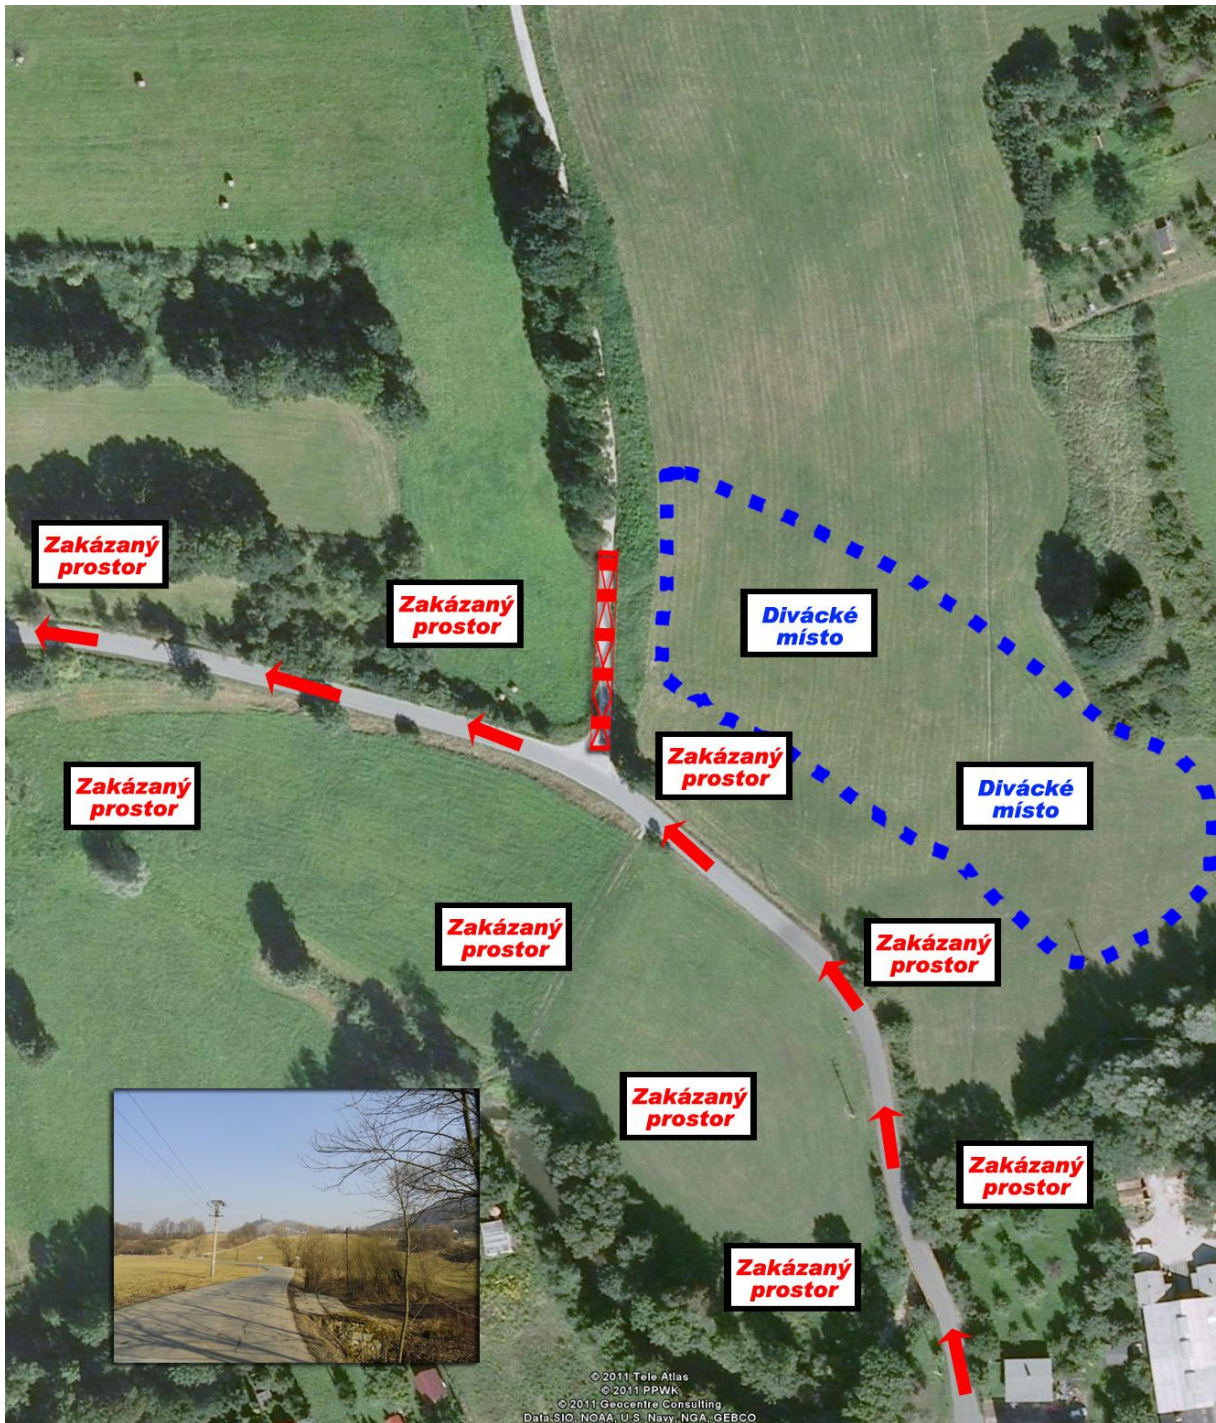 Zakázaný
prostor
Zakázaný
prostor
Divácké
místo
Zakázaný
prostor
Zakázaný
prostor
Divácké
místo
Zakázaný
prostor
Zakázaný
prostor
Zakázaný
prostor
Zakázaný
prostor
Zakázaný
prostor
© 2011 Tele Atlas
© 2011 PPWK
© 2011 Geocentre Consulting
Data SIO, NOAA, U.S. Navy, NGA, GEBCO